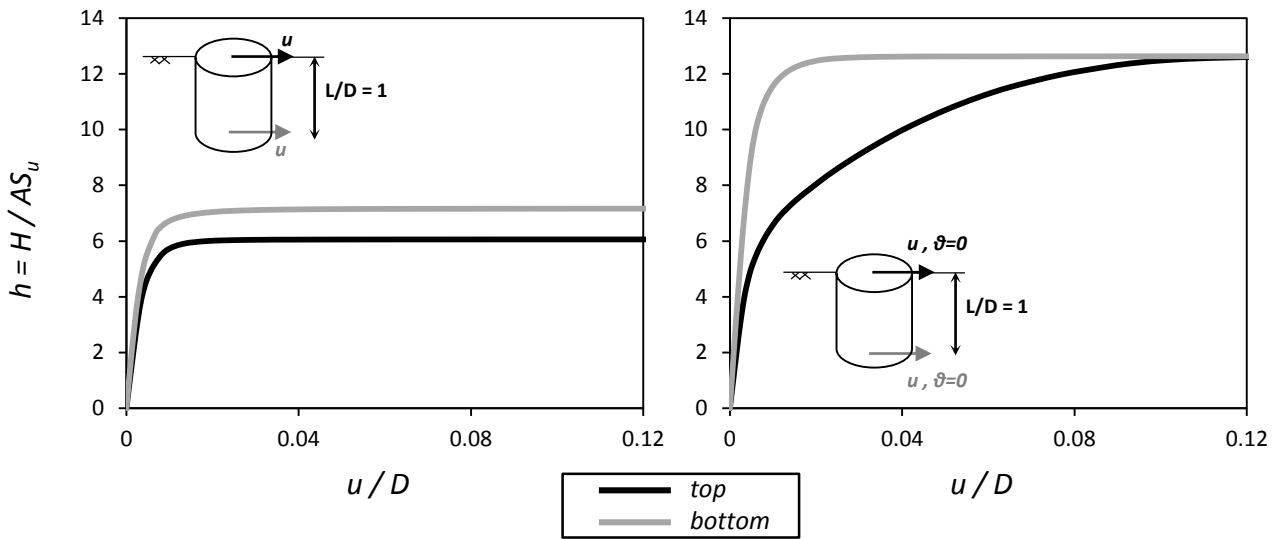 h = H / ASᵤ
14
12
10
8
6
4
2
0
0
0.04
0.08
0.12
u / D
u
L/D = 1
u
14
12
10
8
6
4
2
0
0
0.04
0.08
0.12
u / D
u , ϑ=0
L/D = 1
u , ϑ=0
top
bottom